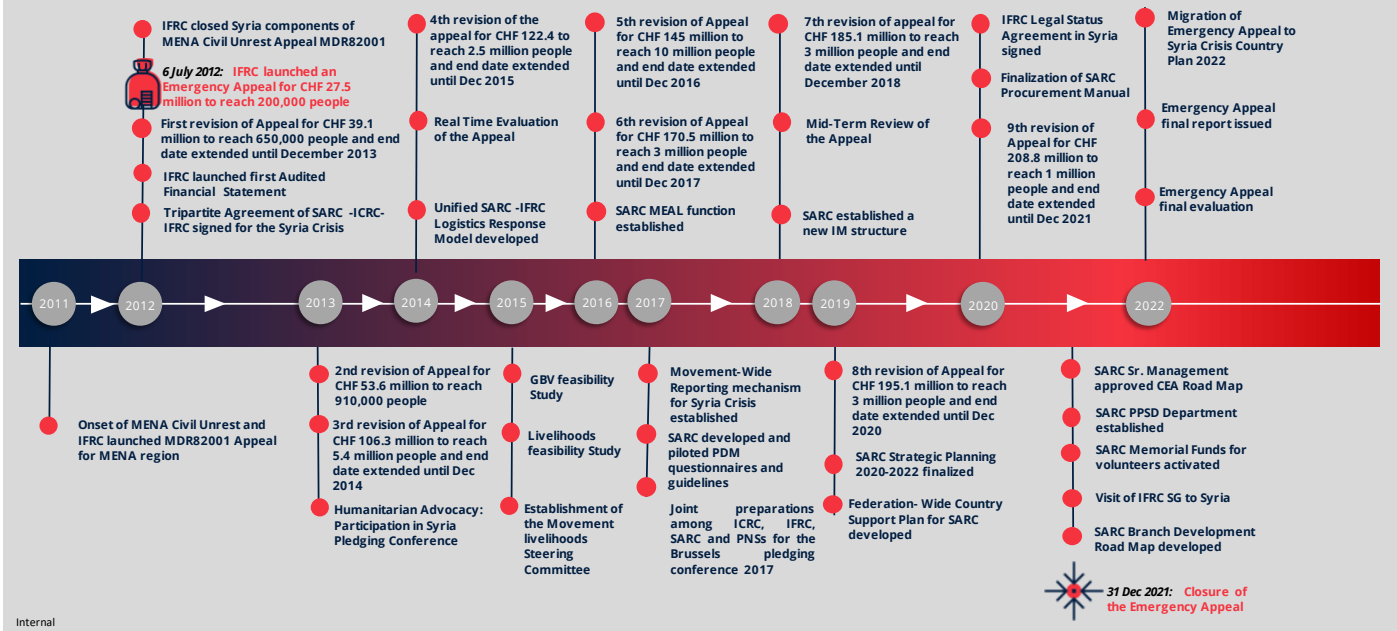 IFRC closed Syria components of
MENA Civil Unrest Appeal MDR82001
6 July 2012: IFRC launched an
Emergency Appeal for CHF 27.5
million to reach 200,000 people
First revision of Appeal for CHF 39.1
million to reach 650,000 people and end
date extended until December 2013
IFRC launched first Audited
Financial Statement
Tripartite Agreement of SARC -ICRC-
IFRC signed for the Syria Crisis
4th revision of the
appeal for CHF 122.4 to
reach 2.5 million people
and end date extended
until Dec 2015
Real Time Evaluation
of the Appeal
Unified SARC -IFRC
Logistics Response
Model developed
5th revision of Appeal
for CHF 145 million to
reach 10 million people
and end date extended
until Dec 2016
6th revision of Appeal
for CHF 170.5 million to
reach 3 million people
and end date extended
until Dec 2017
SARC MEAL function
established
7th revision of appeal for
CHF 185.1 million to reach
3 million people and end
date extended until
December 2018
Mid-Term Review of
the Appeal
SARC established a
new IM structure
IFRC Legal Status
Agreement in Syria
signed
Finalization of SARC
Procurement Manual
9th revision of
Appeal for CHF
208.8 million to
reach 1 million
people and end
date extended
until Dec 2021
Migration of
Emergency Appeal to
Syria Crisis Country
Plan 2022
Emergency Appeal
final report issued
Emergency Appeal
final evaluation
2011
2012
2013
2014
2015
2016
2017
2018
2019
2020
2022
Onset of MENA Civil Unrest and
IFRC launched MDR82001 Appeal
for MENA region
2nd revision of Appeal for
CHF 53.6 million to reach
910,000 people
3rd revision of Appeal for
CHF 106.3 million to reach
5.4 million people and end
date extended until Dec
2014
Humanitarian Advocacy:
Participation in Syria
Pledging Conference
GBV feasibility
Study
Livelihoods
feasibility Study
Establishment of
the Movement
livelihoods
Steering
Committee
Movement-Wide
Reporting mechanism
for Syria Crisis
established
SARC developed and
piloted PDM
questionnaires and
guidelines
Joint preparations
among ICRC, IFRC,
SARC and PNSs for the
Brussels pledging
conference 2017
8th revision of Appeal for
CHF 195.1 million to reach
3 million people and end
date extended until Dec
2020
SARC Strategic Planning
2020-2022 finalized
Federation- Wide Country
Support Plan for SARC
developed
SARC Sr. Management
approved CEA Road Map
SARC PPSD Department
established
SARC Memorial Funds for
volunteers activated
Visit of IFRC SG to Syria
SARC Branch Development
Road Map developed
31 Dec 2021: Closure of
the Emergency Appeal
Internal